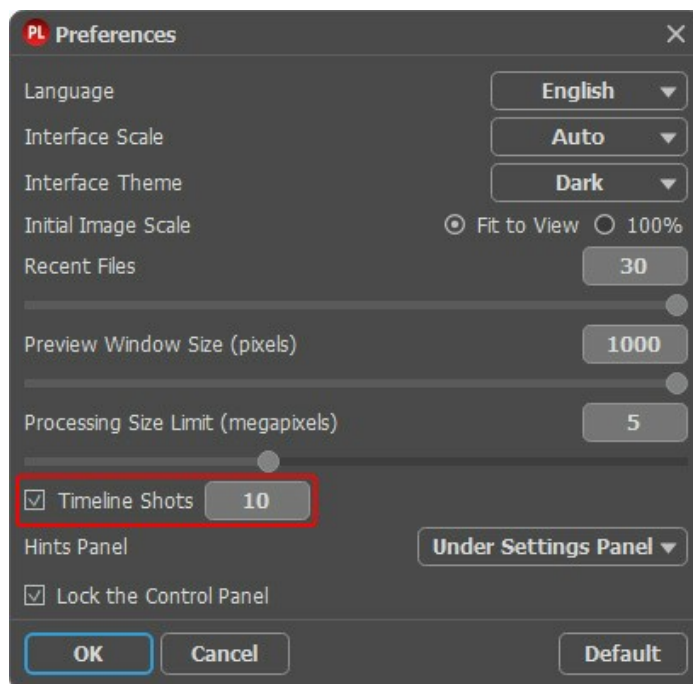 PL Preferences
Language English
Interface Scale Auto
Interface Theme Dark
Initial Image Scale Fit to View 100%
Recent Files 30
Preview Window Size (pixels) 1000
Processing Size Limit (megapixels) 5
Timeline Shots 10
Hints Panel Under Settings Panel
Lock the Control Panel
OK Cancel Default